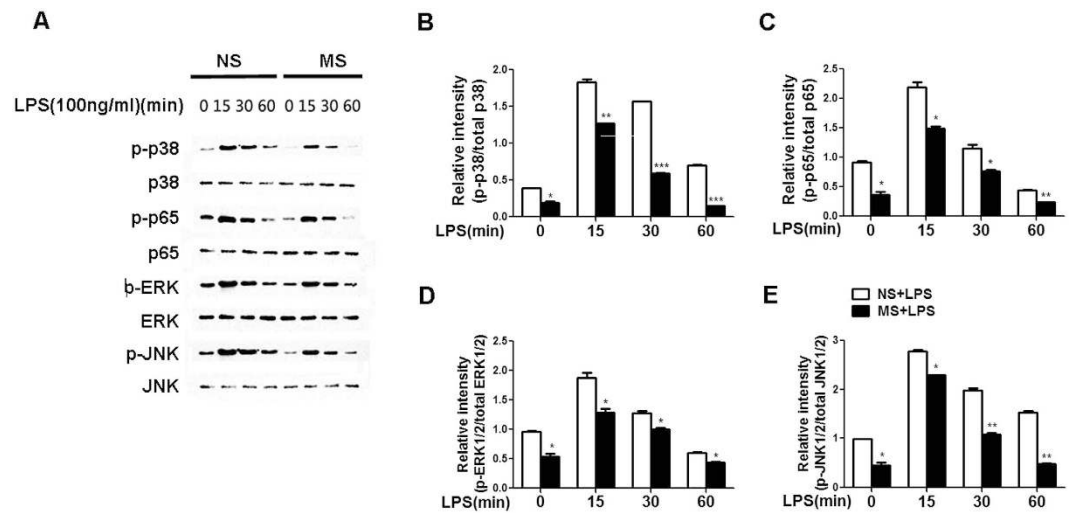 A
NS MS
LPS(100ng/ml)(min) 0 15 30 60 0 15 30 60
p-p38
p38
p-p65
p65
þ-ERK
ERK
p-JNK
JNK
B
Relative intensity
(p-p38/total p38)
2.0
1.5
1.0
0.5
0.0
* ** *** ***
LPS(min) 0 15 30 60
C
Relative intensity
(p-p65/total p65)
2.5
2.0
1.5
1.0
0.5
0.0
* * * **
LPS(min) 0 15 30 60
D
Relative intensity
(p-ERK1/2/total ERK1/2)
2.5
2.0
1.5
1.0
0.5
0.0
* * * *
LPS(min) 0 15 30 60
E
NS+LPS
MS+LPS
Relative intensity
(p-JNK1/2/total JNK1/2)
3
2
1
0
* * ** **
LPS(min) 0 15 30 60